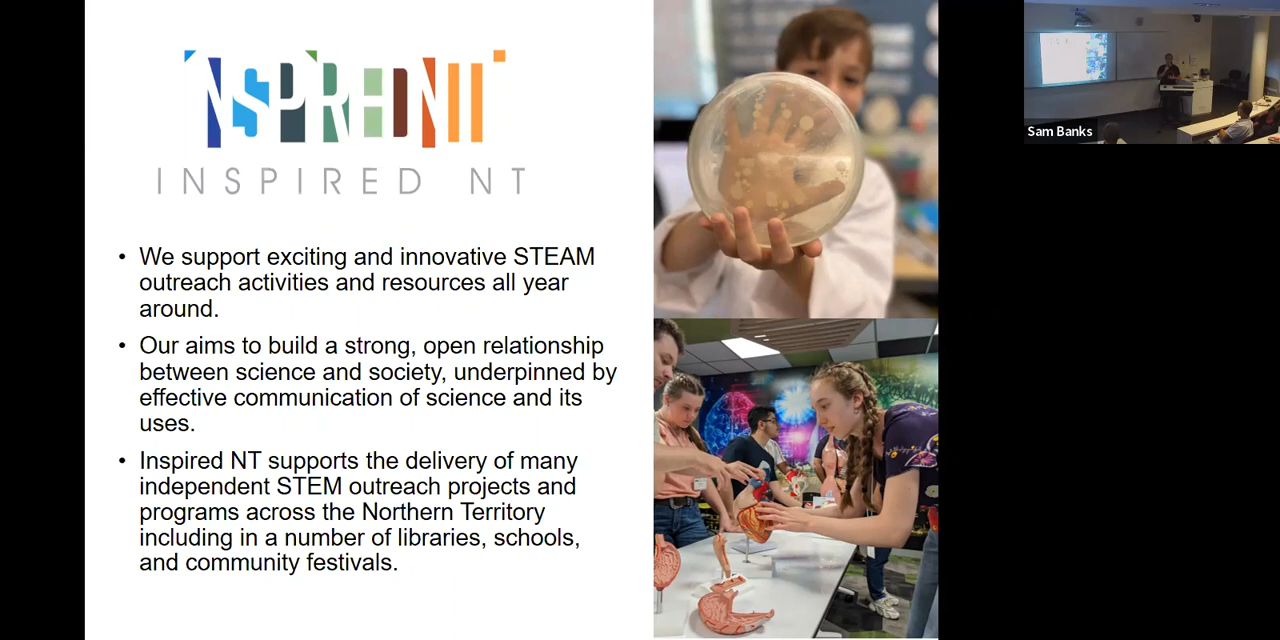 INSPIRED NT
INSPIRED NT
• We support exciting and innovative STEAM
outreach activities and resources all year
around.
• Our aims to build a strong, open relationship
between science and society, underpinned by
effective communication of science and its
uses.
• Inspired NT supports the delivery of many
independent STEM outreach projects and
programs across the Northern Territory
including in a number of libraries, schools,
and community festivals.
Sam Banks